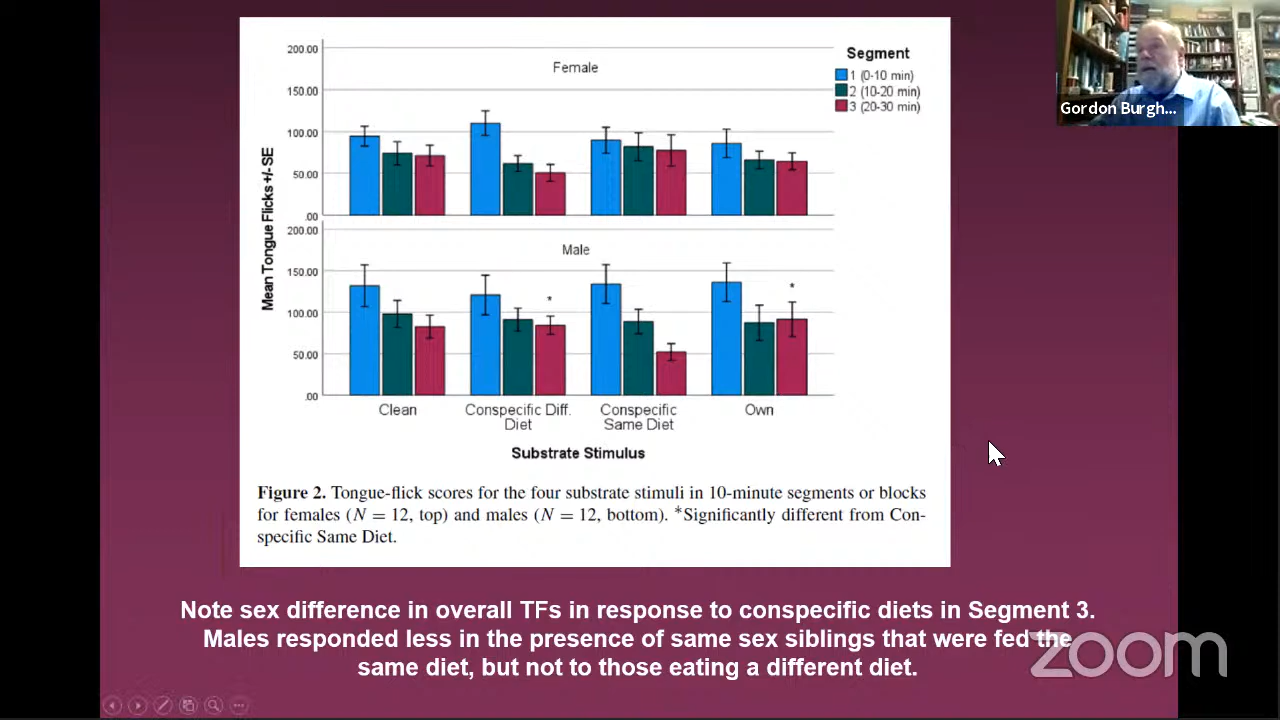 Gordon Burgh...
Segment
1 (0-10 min)
2 (10-20 min)
3 (20-30 min)
Mean Tongue Flicks +/- SE
Female
200.00
150.00
100.00
50.00
.00
Male
200.00
150.00
100.00
50.00
.00
*
*
Clean
Conspecific Diff.
Diet
Conspecific
Same Diet
Own
Substrate Stimulus
Figure 2. Tongue-flick scores for the four substrate stimuli in 10-minute segments or blocks
for females (N = 12, top) and males (N = 12, bottom). *Significantly different from Con-
specific Same Diet.
Note sex difference in overall TFs in response to conspecific diets in Segment 3.
Males responded less in the presence of same sex siblings that were fed the
same diet, but not to those eating a different diet.
zoom